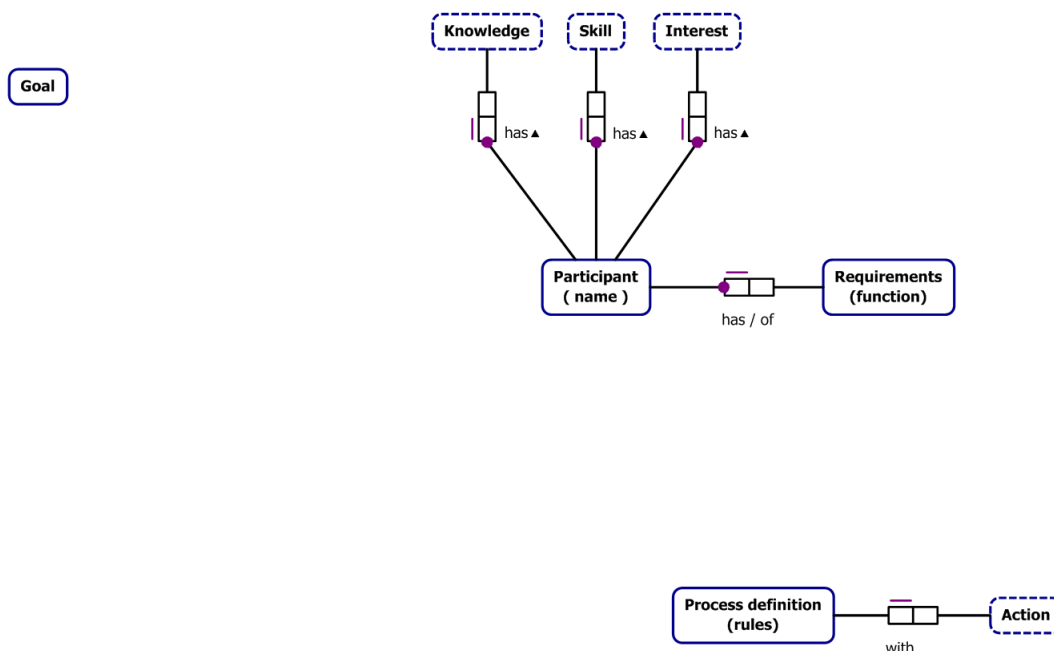 Knowledge
Skill
Interest
Goal
has ▲
has ▲
has ▲
Participant
( name )
Requirements
(function)
has / of
Process definition
(rules)
Action
with